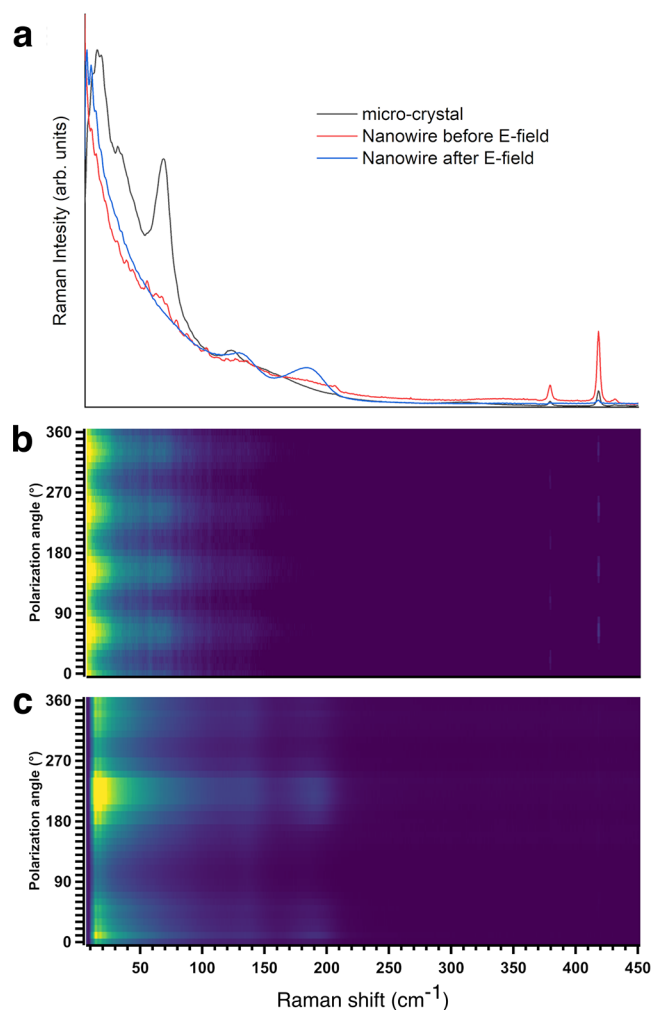 a
Raman Intesity (arb. units)
micro-crystal
Nanowire before E-field
Nanowire after E-field
b
Polarization angle (°)
360
270
180
90
0
c
Polarization angle (°)
360
270
180
90
0
50 100 150 200 250 300 350 400 450
Raman shift (cm-1)